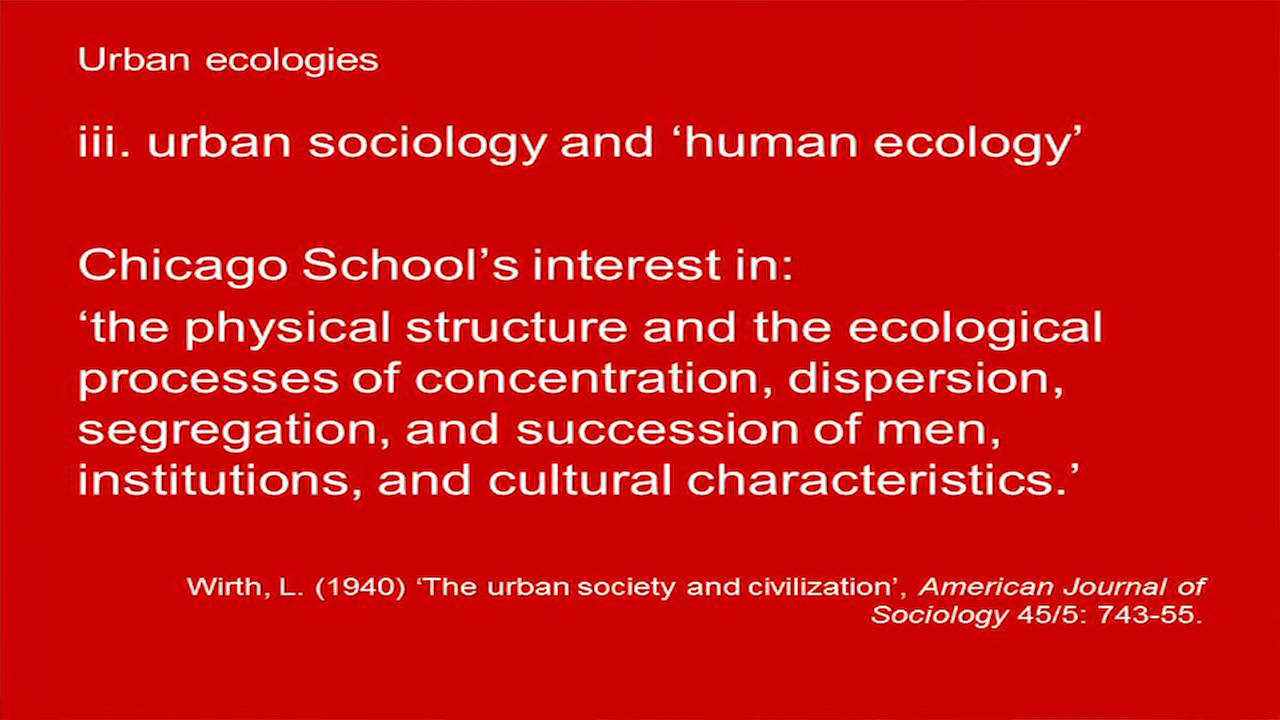 Urban ecologies
iii. urban sociology and ‘human ecology’
Chicago School’s interest in:
‘the physical structure and the ecological
processes of concentration, dispersion,
segregation, and succession of men,
institutions, and cultural characteristics.’
Wirth, L. (1940) ‘The urban society and civilization’, American Journal of
Sociology 45/5: 743-55.